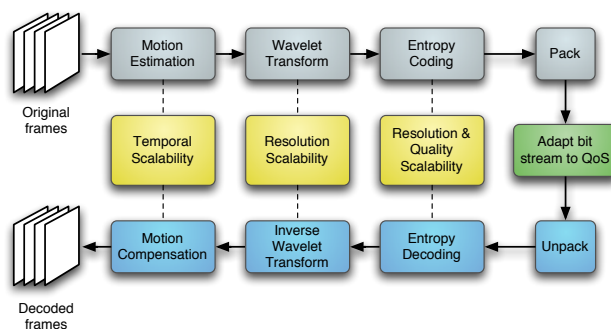 Motion
Estimation
Wavelet
Transform
Entropy
Coding
Pack
Original
frames
Temporal
Scalability
Resolution
Scalability
Resolution &
Quality
Scalability
Adapt bit
stream to QoS
Motion
Compensation
Inverse
Wavelet
Transform
Entropy
Decoding
Unpack
Decoded
frames